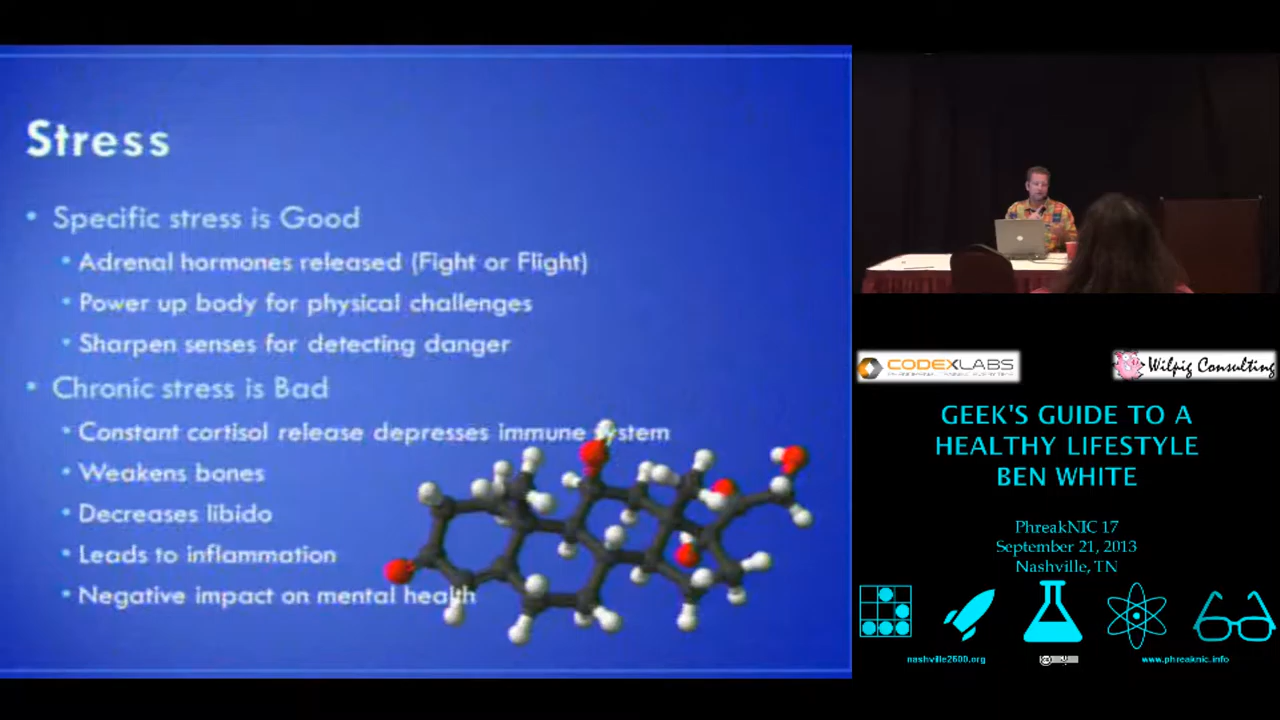 Stress
• Specific stress is Good
• Adrenal hormones released (Fight or Flight)
• Power up body for physical challenges
• Sharpen senses for detecting danger
• Chronic stress is Bad
• Constant cortisol release depresses immune system
• Weakens bones
• Decreases libido
• Leads to inflammation
• Negative impact on mental health
CODEXLABS
Wilpig Consulting
GEEK'S GUIDE TO A
HEALTHY LIFESTYLE
BEN WHITE
PhreakNIC 17
September 21, 2013
Nashville, TN
nashville2600.org
www.phreaknic.info